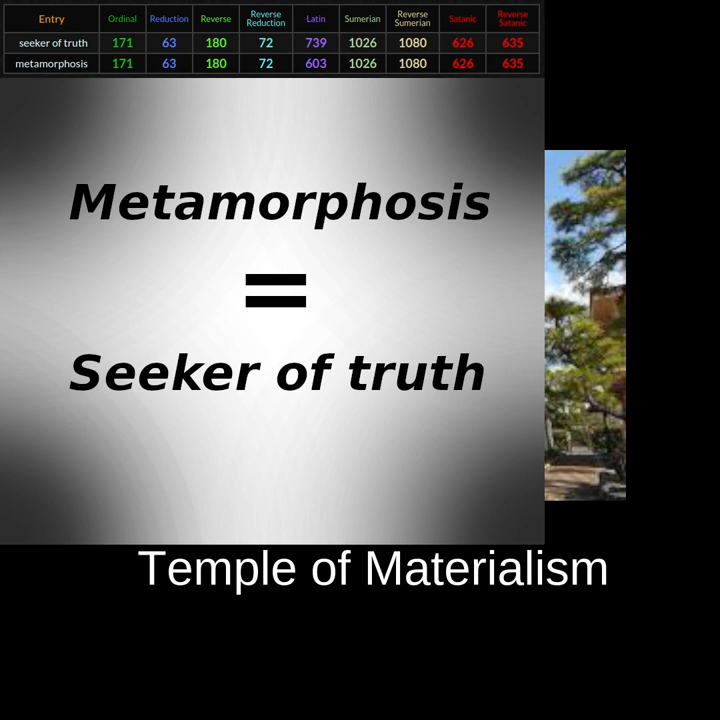 Entry Ordinal Reduction Reverse Reverse Reduction Latin Sumerian Reverse Sumerian Satanic Reverse Satanic
seeker of truth 171 63 180 72 739 1026 1080 626 635
metamorphosis 171 63 180 72 603 1026 1080 626 635
Metamorphosis
=
Seeker of truth
Temple of Materialism